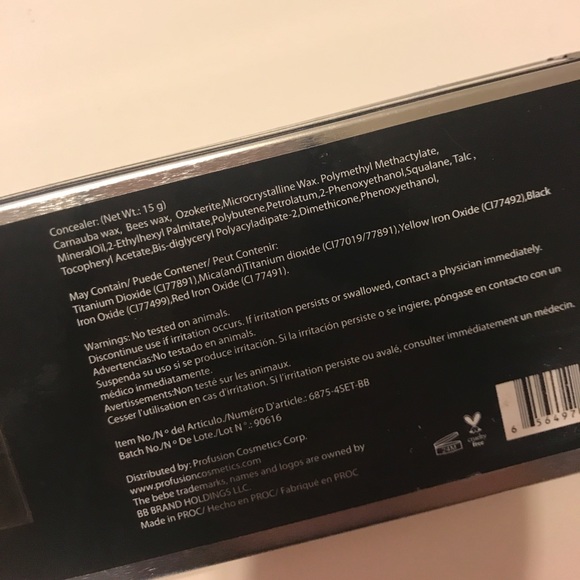 Concealer: (Net Wt.: 15 g)
Carnauba wax, Bees wax, Ozokerite,Microcrystalline Wax. Polymethyl Methactylate,
MineralOil,2-Ethylhexyl Palmitate,Polybutene,Petrolatum,2-Phenoxyethanol,Squalane, Talc ,
Tocopheryl Acetate,Bis-diglyceryl Polyacyladipate-2,Dimethicone,Phenoxyethanol,
May Contain/ Puede Contener/ Peut Contenir:
Titanium Dioxide (CI77891),Mica(and)Titanium dioxide (CI77019/77891),Yellow Iron Oxide (CI77492),Black
Iron Oxide (CI77499),Red Iron Oxide (CI 77491).
Warnings: No tested on animals.
Discontinue use if irritation occurs. If irritation persists or swallowed, contact a physician immediately.
Advertencias:No testado en animales.
Suspenda su uso si se produce irritación. Si la irritación persiste o se ingiere, póngase en contacto con un
médico inmediatamente.
Avertissements:Non testé sur les animaux.
Cesser l'utilisation en cas d'irritation. Si l'irritation persiste ou avalé, consulter immédiatement un médecin.
Item No./N º del Articulo./Numéro D'article.: 6875-4SET-BB
Batch No./N º De Lote./Lot N °.: 90616
Distributed by: Profusion Cosmetics Corp.
www.profusioncosmetics.com
The bebe trademarks, names and logos are owned by
BB BRAND HOLDINGS LLC.
Made in PROC/ Hecho en PROC/ Fabriqué en PROC
24M
cruelty
free
6 56497